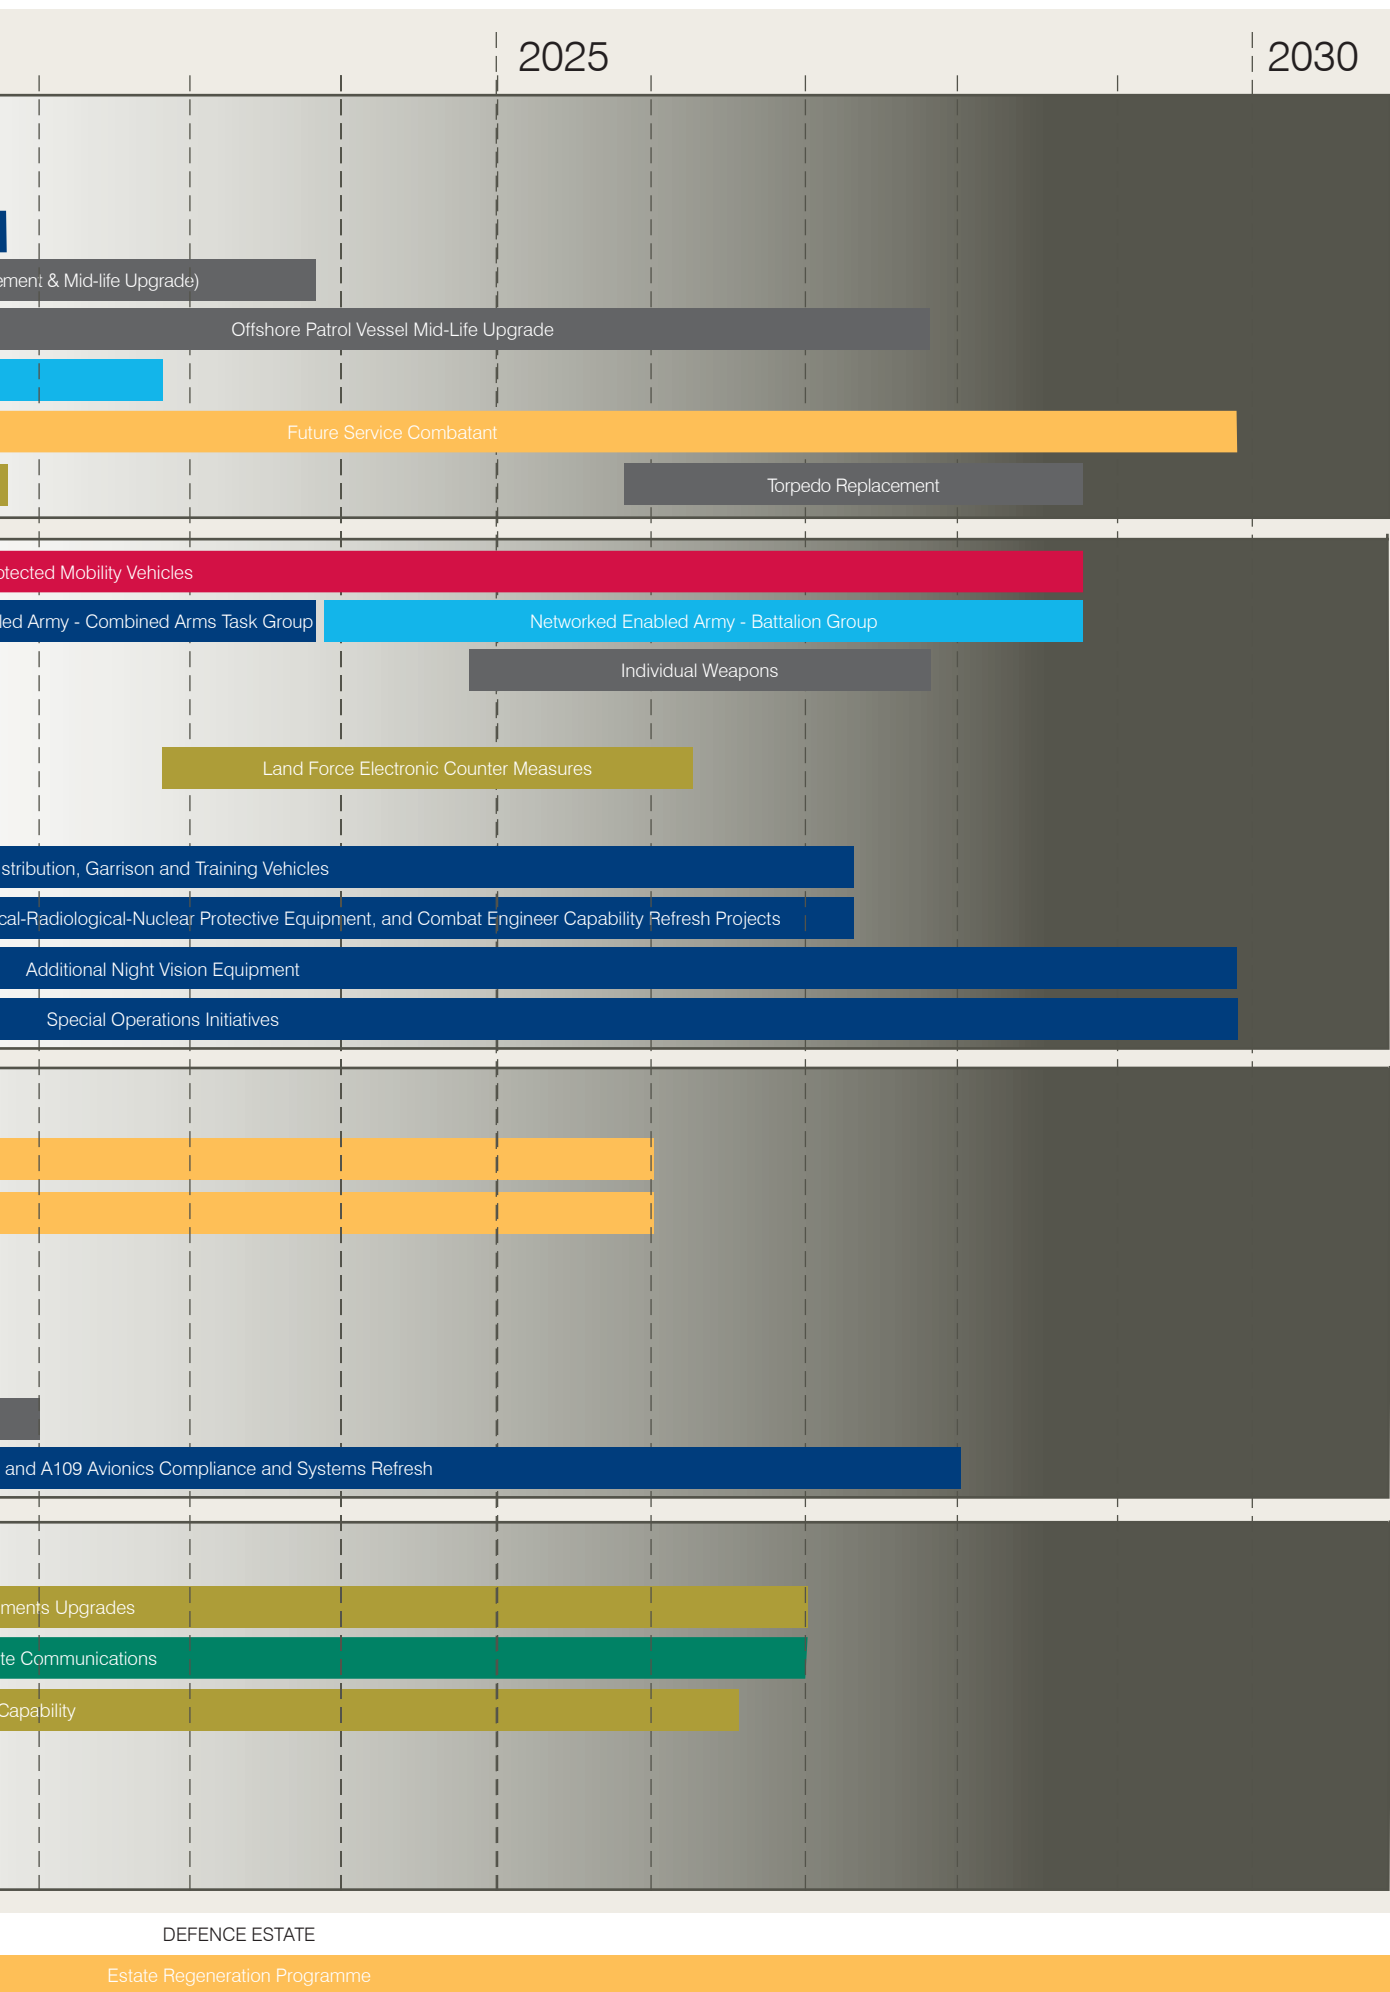 2025
2030
ement & Mid-life Upgrade)
Offshore Patrol Vessel Mid-Life Upgrade
Future Service Combatant
Torpedo Replacement
otected Mobility Vehicles
led Army - Combined Arms Task Group
Networked Enabled Army - Battalion Group
Individual Weapons
Land Force Electronic Counter Measures
stribution, Garrison and Training Vehicles
cal-Radiological-Nuclear Protective Equipment, and Combat Engineer Capability Refresh Projects
Additional Night Vision Equipment
Special Operations Initiatives
and A109 Avionics Compliance and Systems Refresh
ments Upgrades
te Communications
Capability
DEFENCE ESTATE
Estate Regeneration Programme